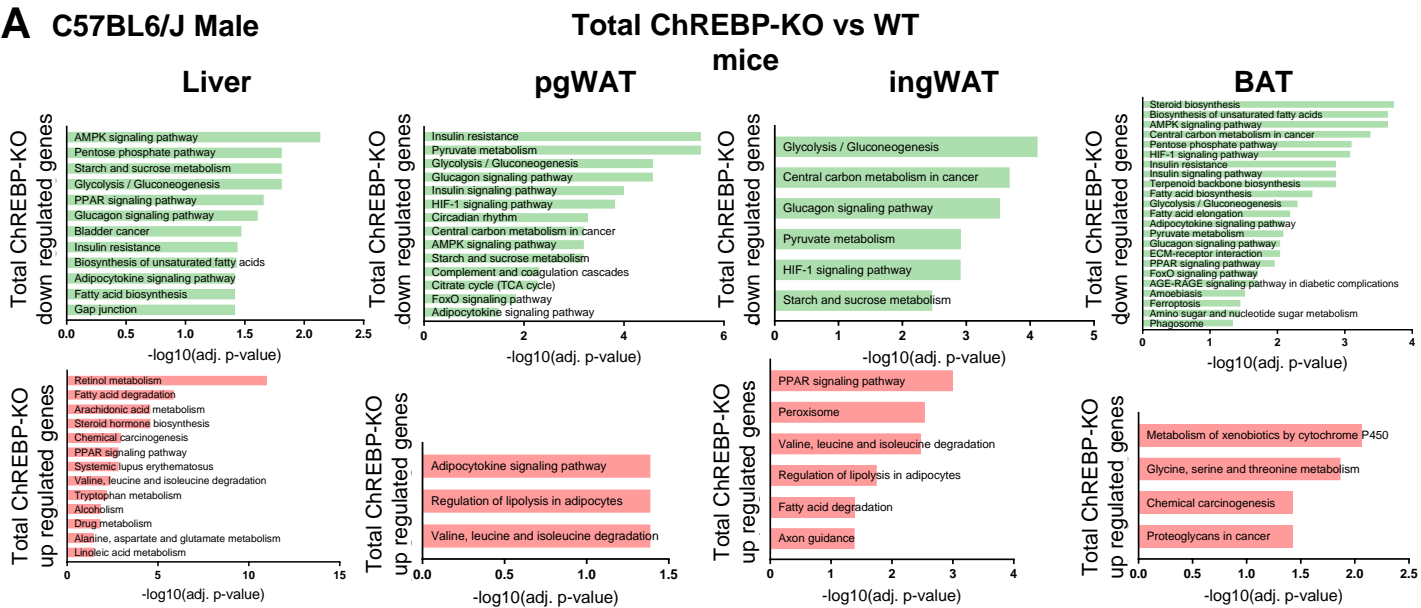 A C57BL6/J Male
Total ChREBP-KO vs WT
mice
Liver
pgWAT
ingWAT
BAT
Total ChREBP-KO
down regulated genes
AMPK signaling pathway
Pentose phosphate pathway
Starch and sucrose metabolism
Glycolysis / Gluconeogenesis
PPAR signaling pathway
Glucagon signaling pathway
Bladder cancer
Insulin resistance
Biosynthesis of unsaturated fatty acids
Adipocytokine signaling pathway
Fatty acid biosynthesis
Gap junction
0.0 0.5 1.0 1.5 2.0 2.5
-log10(adj. p-value)
Total ChREBP-KO
down regulated genes
Insulin resistance
Pyruvate metabolism
Glycolysis / Gluconeogenesis
Glucagon signaling pathway
Insulin signaling pathway
HIF-1 signaling pathway
Circadian rhythm
Central carbon metabolism in cancer
AMPK signaling pathway
Starch and sucrose metabolism
Complement and coagulation cascades
Citrate cycle (TCA cycle)
FoxO signaling pathway
Adipocytokine signaling pathway
0 2 4 6
-log10(adj. p-value)
Total ChREBP-KO
down regulated genes
Glycolysis / Gluconeogenesis
Central carbon metabolism in cancer
Glucagon signaling pathway
Pyruvate metabolism
HIF-1 signaling pathway
Starch and sucrose metabolism
0 1 2 3 4 5
-log10(adj. p-value)
Total ChREBP-KO
down regulated genes
Steroid biosynthesis
Biosynthesis of unsaturated fatty acids
AMPK signaling pathway
Central carbon metabolism in cancer
Pentose phosphate pathway
HIF-1 signaling pathway
Insulin resistance
Insulin signaling pathway
Terpenoid backbone biosynthesis
Fatty acid biosynthesis
Glycolysis / Gluconeogenesis
Fatty acid elongation
Adipocytokine signaling pathway
Pyruvate metabolism
Glucagon signaling pathway
ECM-receptor interaction
PPAR signaling pathway
FoxO signaling pathway
AGE-RAGE signaling pathway in diabetic complications
Amoebiasis
Ferroptosis
Amino sugar and nucleotide sugar metabolism
Phagosome
0 1 2 3 4
-log10(adj. p-value)
Total ChREBP-KO
up regulated genes
Retinol metabolism
Fatty acid degradation
Arachidonic acid metabolism
Steroid hormone biosynthesis
Chemical carcinogenesis
PPAR signaling pathway
Systemic lupus erythematosus
Valine, leucine and isoleucine degradation
Tryptophan metabolism
Alcoholism
Drug metabolism
Alanine, aspartate and glutamate metabolism
Linoleic acid metabolism
0 5 10 15
-log10(adj. p-value)
Total ChREBP-KO
up regulated genes
Adipocytokine signaling pathway
Regulation of lipolysis in adipocytes
Valine, leucine and isoleucine degradation
0.0 0.5 1.0 1.5
-log10(adj. p-value)
Total ChREBP-KO
up regulated genes
PPAR signaling pathway
Peroxisome
Valine, leucine and isoleucine degradation
Regulation of lipolysis in adipocytes
Fatty acid degradation
Axon guidance
0 1 2 3 4
-log10(adj. p-value)
Total ChREBP-KO
up regulated genes
Metabolism of xenobiotics by cytochrome P450
Glycine, serine and threonine metabolism
Chemical carcinogenesis
Proteoglycans in cancer
0.0 0.5 1.0 1.5 2.0 2.5
-log10(adj. p-value)